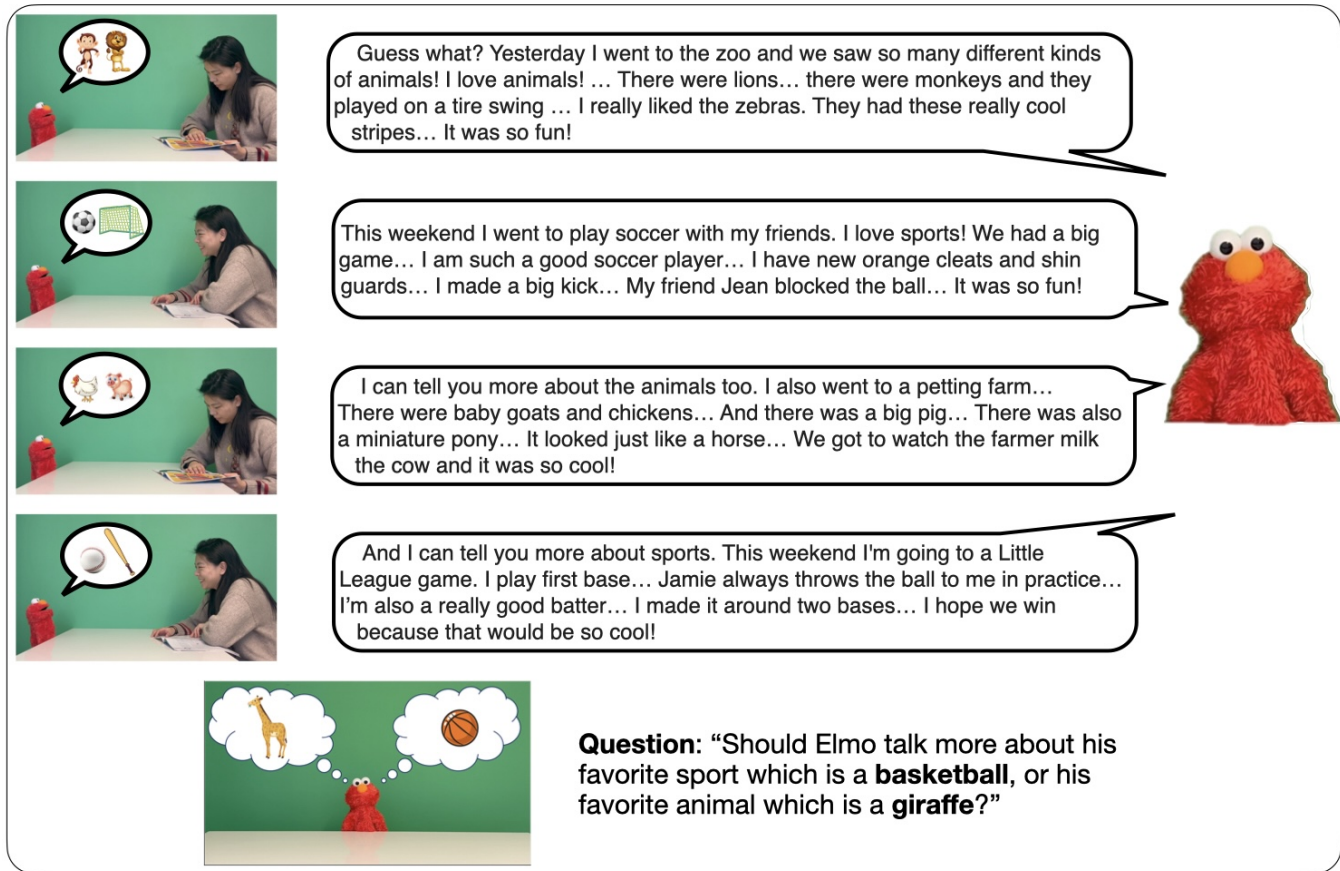 Guess what? Yesterday I went to the zoo and we saw so many different kinds
of animals! I love animals! … There were lions… there were monkeys and they
played on a tire swing … I really liked the zebras. They had these really cool
stripes… It was so fun!
This weekend I went to play soccer with my friends. I love sports! We had a big
game… I am such a good soccer player… I have new orange cleats and shin
guards… I made a big kick… My friend Jean blocked the ball… It was so fun!
I can tell you more about the animals too. I also went to a petting farm…
There were baby goats and chickens… And there was a big pig… There was also
a miniature pony… It looked just like a horse… We got to watch the farmer milk
the cow and it was so cool!
And I can tell you more about sports. This weekend I'm going to a Little
League game. I play first base… Jamie always throws the ball to me in practice…
I’m also a really good batter… I made it around two bases… I hope we win
because that would be so cool!
Question: “Should Elmo talk more about his
favorite sport which is a basketball, or his
favorite animal which is a giraffe?”